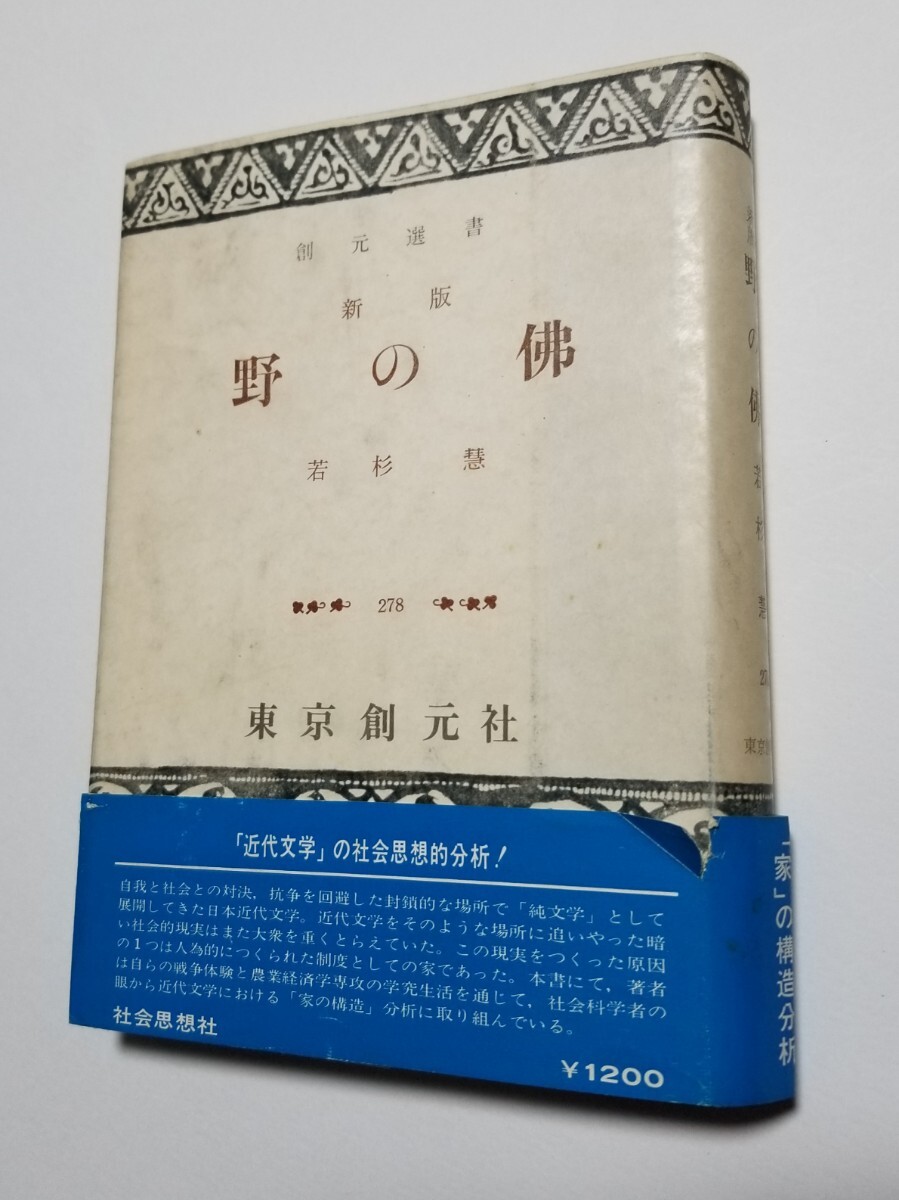 創元選書
新版
野の佛
若杉 慧
278
東京創元社
「近代文学」の社会思想的分析!
自我と社会との対決,抗争を回避した封鎖的な場所で「純文学」として
展開してきた日本近代文学。近代文学をそのような場所に追いやった暗
い社会的現実はまた大衆を重くとらえていた。この現実をつくった原因
の1つは人為的につくられた制度としての家であった。本書にて,著者
は自らの戦争体験と農業経済学専攻の学究生活を通じて,社会科学者の
眼から近代文学における「家の構造」分析に取り組んでいる。
社会思想社
¥1200
野の佛
若杉慧
27
東京
「家」の構造分析